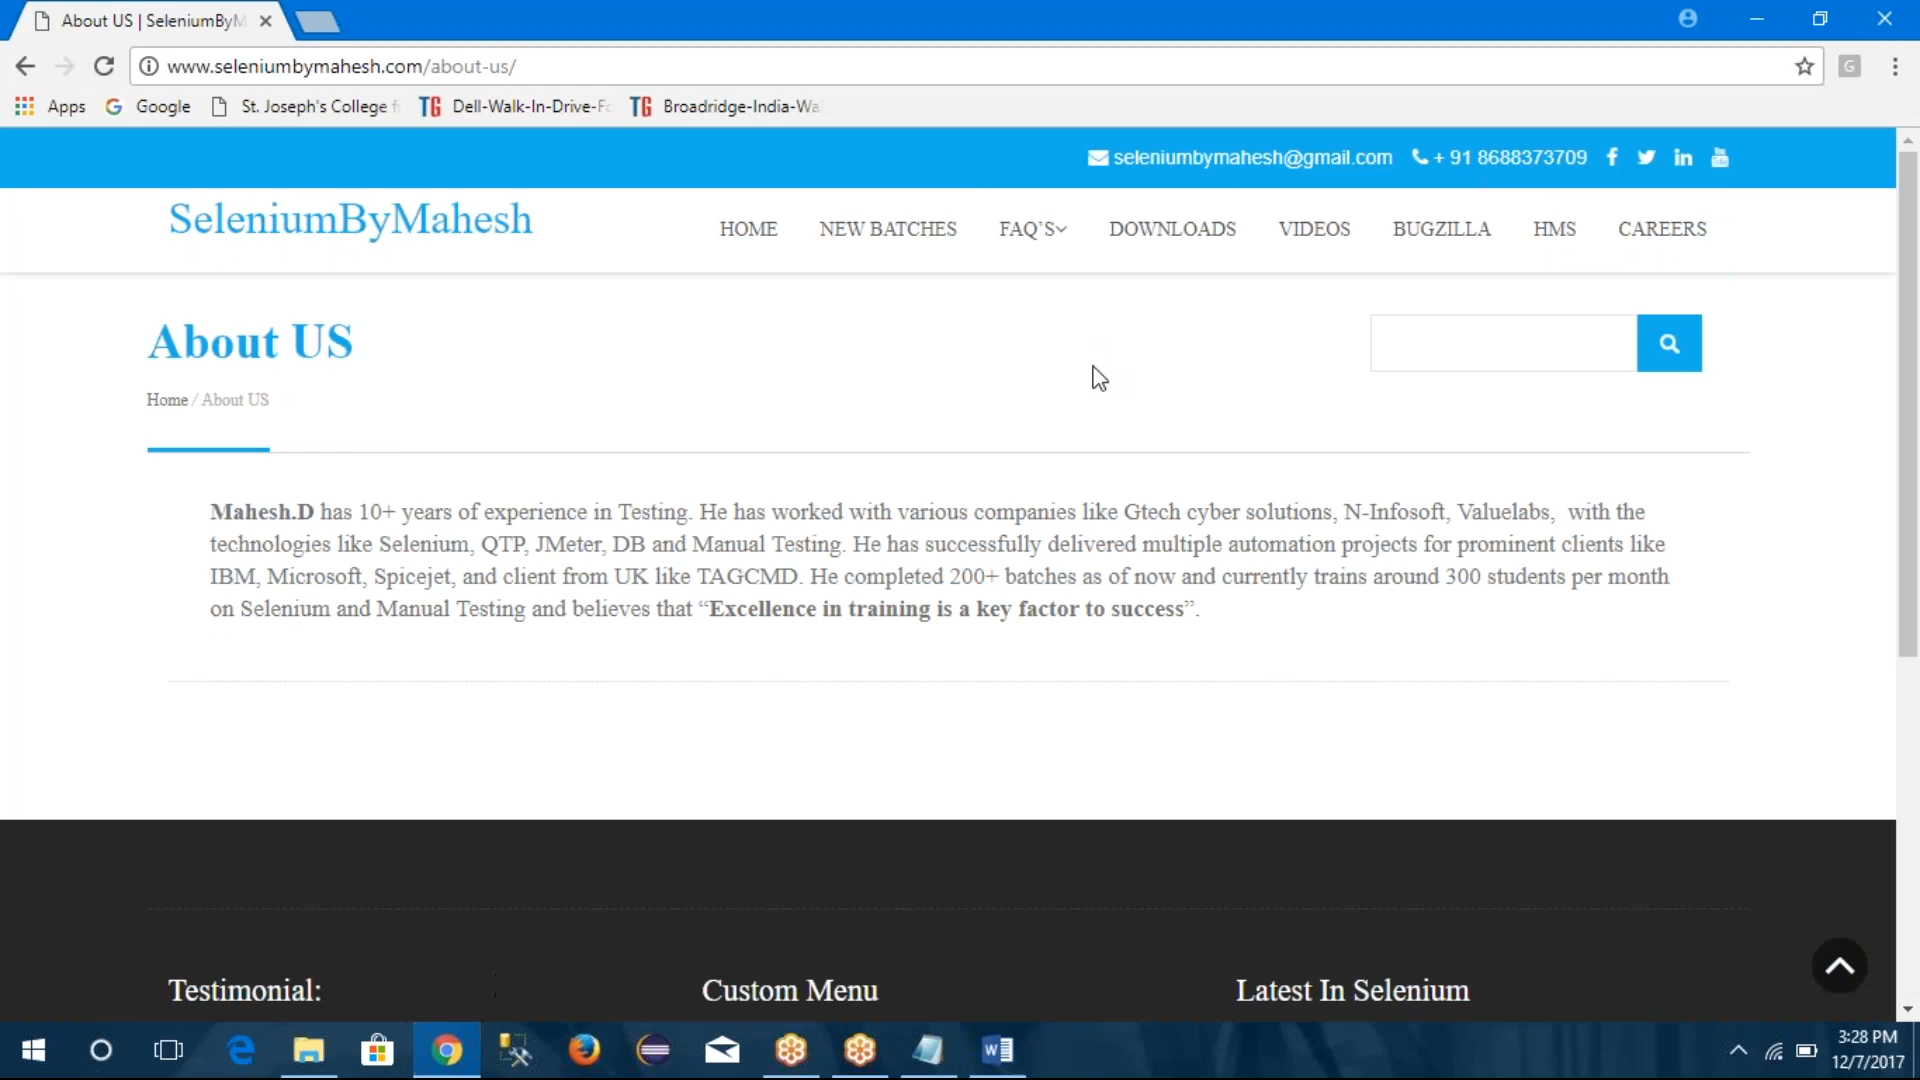 About US | SeleniumByM
www.seleniumbymahesh.com/about-us/
Apps Google St. Joseph's College Dell-Walk-In-Drive-F Broadridge-India-Wa
seleniumbymahesh@gmail.com + 91 8688373709
SeleniumByMahesh
HOME NEW BATCHES FAQ`S DOWNLOADS VIDEOS BUGZILLA HMS CAREERS
About US
Home / About US
Mahesh.D has 10+ years of experience in Testing. He has worked with various companies like Gtech cyber solutions, N-Infosoft, Valuelabs, with the
technologies like Selenium, QTP, JMeter, DB and Manual Testing. He has successfully delivered multiple automation projects for prominent clients like
IBM, Microsoft, Spicejet, and client from UK like TAGCMD. He completed 200+ batches as of now and currently trains around 300 students per month
on Selenium and Manual Testing and believes that “Excellence in training is a key factor to success”.
Testimonial: Custom Menu Latest In Selenium
3:28 PM
12/7/2017